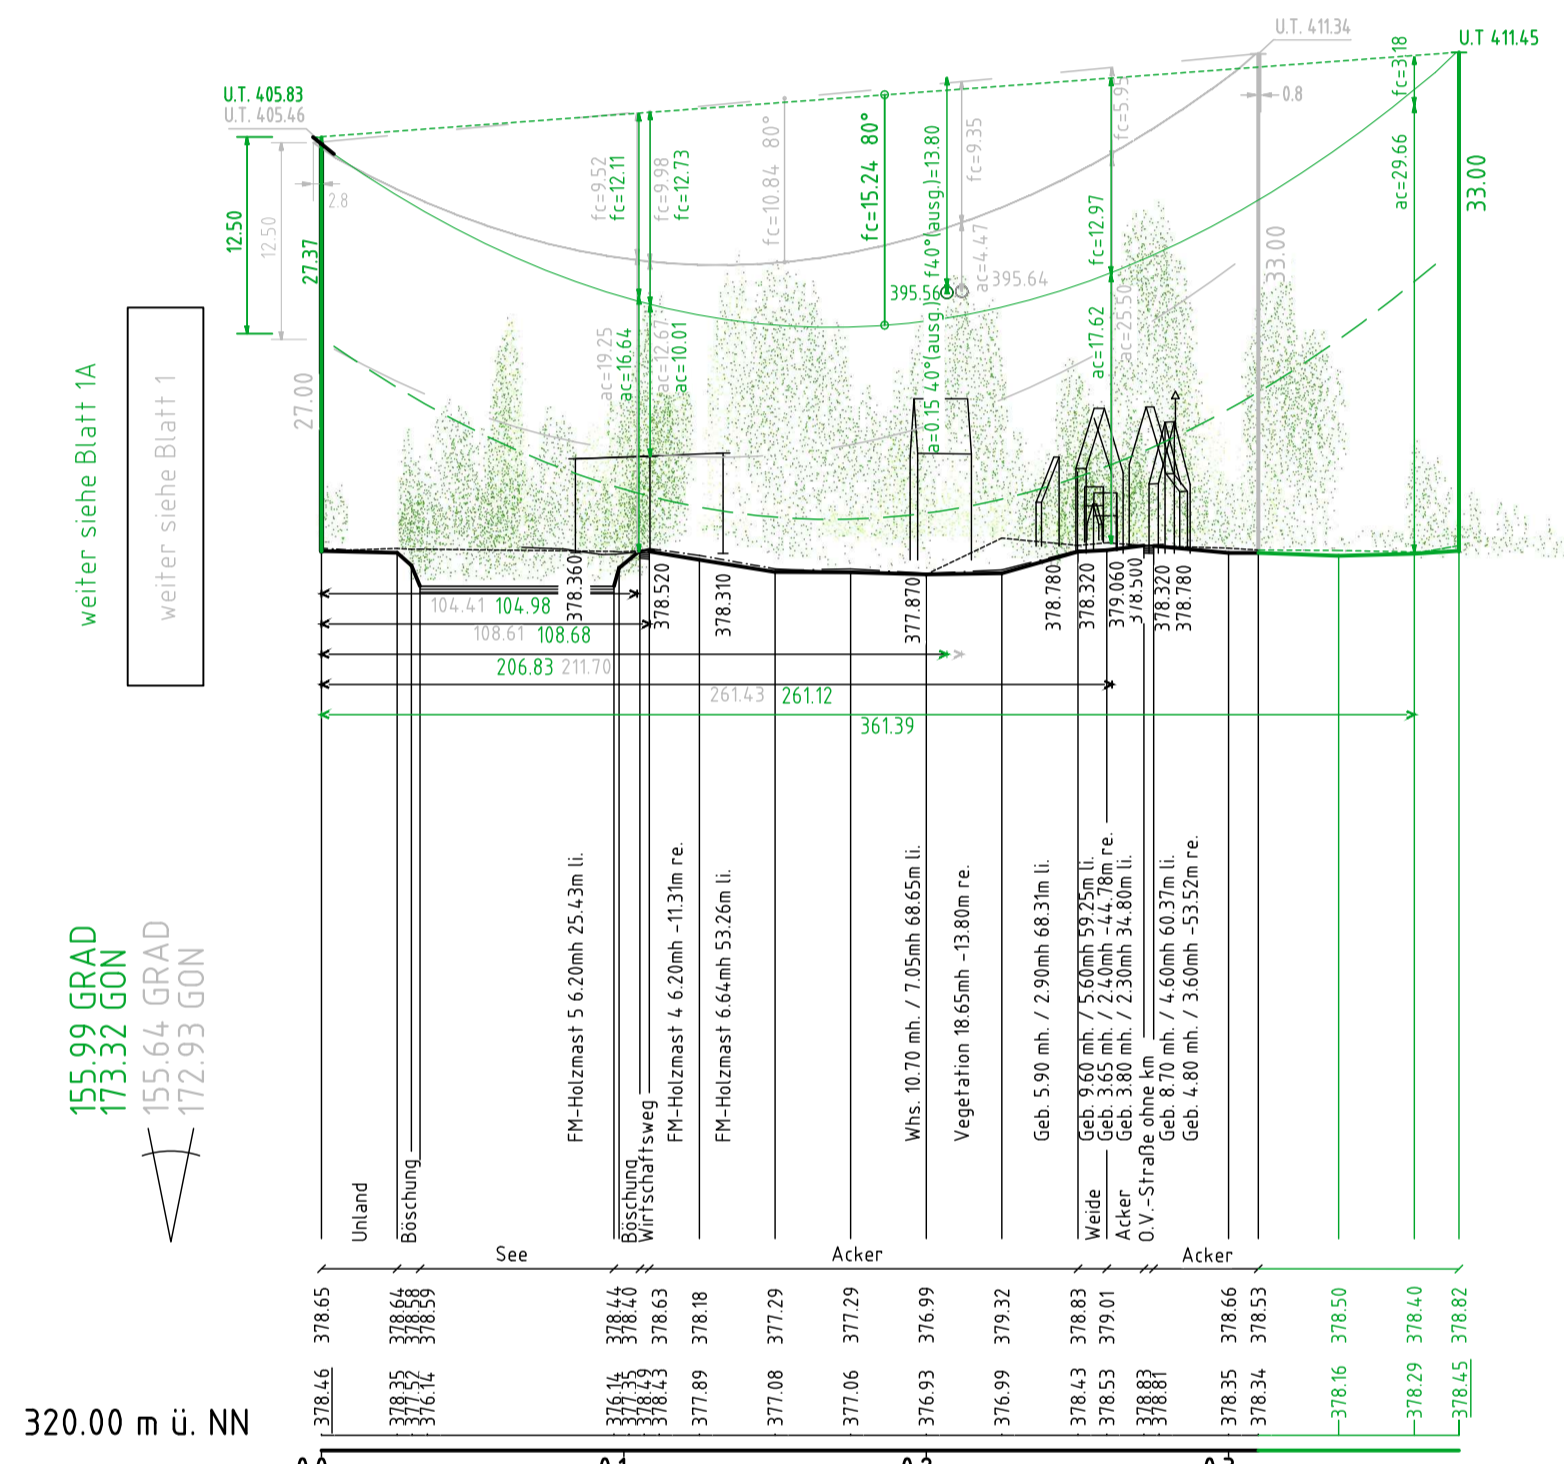 U.T. 411.34
U.T 411.45
U.T. 405.83
U.T. 405.46
0.8
2.8
12.50
12.50
27.37
27.00
fc=9.52
fc=12.11
fc=9.98
fc=12.73
fc=10.84 80°
fc=15.24 80°
f40°(ausg.)=13.80
fc=9.35
fc=5.95
fc=12.97
fc=3.18
ac=29.66
33.00
33.00
395.56
395.64
ac=4.47
a=0.15 40°(ausg.)
ac=19.25
ac=16.64
ac=12.67
ac=10.01
ac=17.62
ac=25.50
weiter siehe Blatt 1A
weiter siehe Blatt 1
378.360
378.520
378.310
377.870
378.780
378.320
379.060
378.500
378.320
378.780
104.41 104.98
108.61 108.68
206.83 211.70
261.43 261.12
361.39
155.99 GRAD
173.32 GON
155.64 GRAD
172.93 GON
FM-Holzmast 5 6.20mh 25.43m li.
FM-Holzmast 4 6.20mh -11.31m re.
FM-Holzmast 6.64mh 53.26m li.
Whs. 10.70 mh. / 7.05mh 68.65m li.
Vegetation 18.65mh -13.80m re.
Geb. 5.90 mh. / 2.90mh 68.31m li.
Geb. 9.60 mh. / 5.60mh 59.25m li.
Geb. 3.65 mh. / 2.40mh -44.78m re.
Geb. 3.80 mh. / 2.30mh 34.80m li.
O.V.-Straße ohne km
Geb. 8.70 mh. / 4.60mh 60.37m li.
Geb. 4.80 mh. / 3.60mh -53.52m re.
Unland
Böschung
See
Böschung
Wirtschaftsweg
Acker
Weide
Acker
Acker
378.65
378.64
378.58
378.59
378.44
378.40
378.63
378.18
377.29
377.29
376.99
379.32
378.83
379.01
378.66
378.53
378.50
378.40
378.82
378.46
378.35
377.52
376.14
376.14
377.35
378.49
378.43
377.89
377.08
377.06
376.93
376.99
378.43
378.53
378.83
378.81
378.35
378.34
378.16
378.29
378.45
320.00 m ü. NN